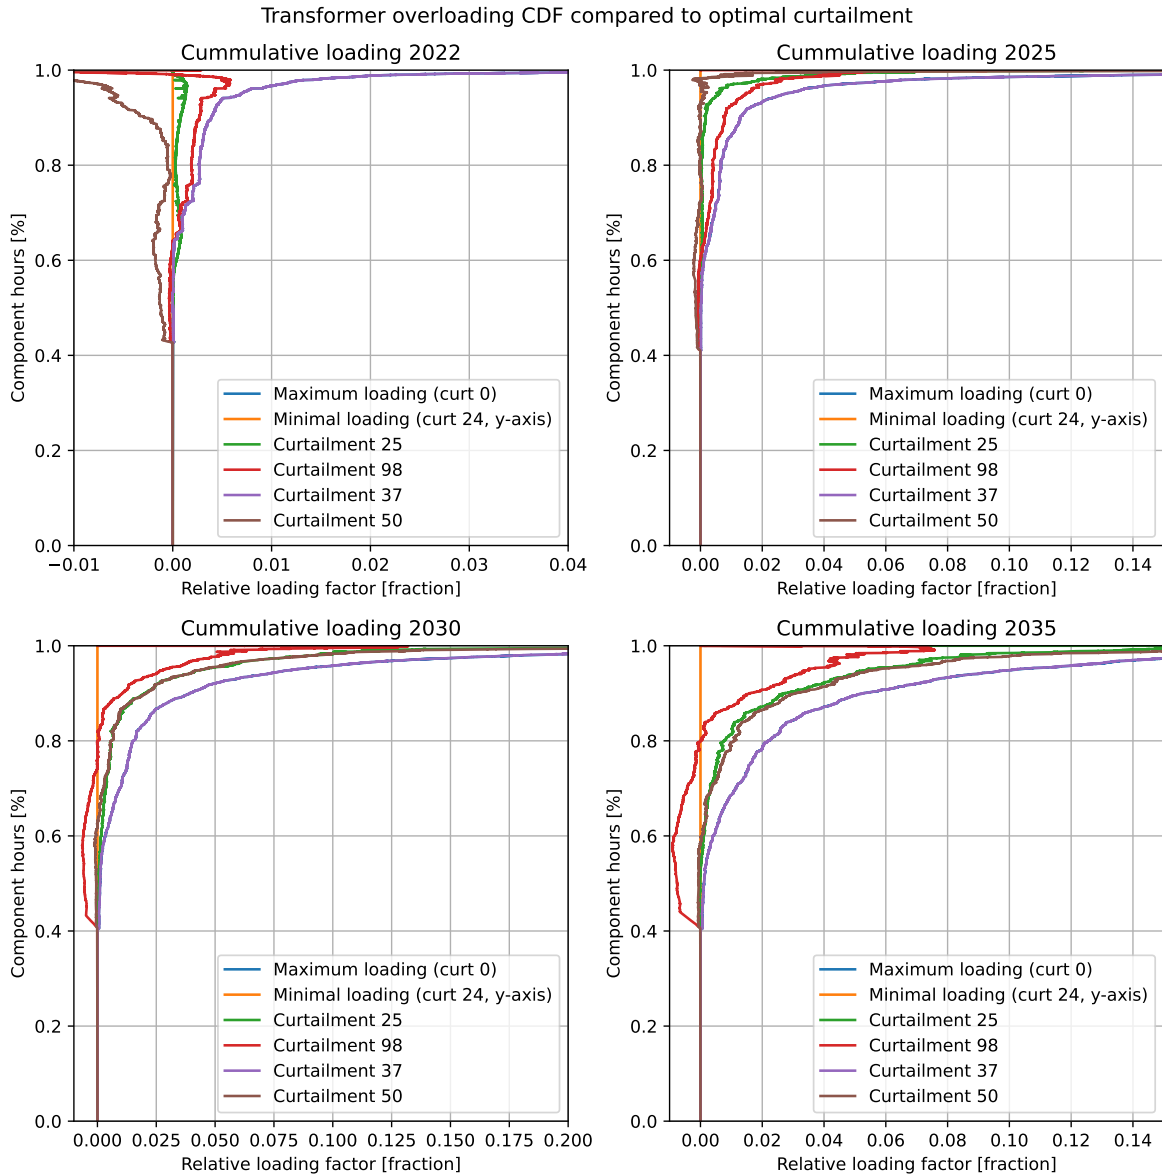 Transformer overloading CDF compared to optimal curtailment
Cummulative loading 2022
Component hours [%]
1.0
0.8
0.6
0.4
0.2
0.0
Maximum loading (curt 0)
Minimal loading (curt 24, y-axis)
Curtailment 25
Curtailment 98
Curtailment 37
Curtailment 50
−0.01 0.00 0.01 0.02 0.03 0.04
Relative loading factor [fraction]
Cummulative loading 2025
Component hours [%]
1.0
0.8
0.6
0.4
0.2
0.0
Maximum loading (curt 0)
Minimal loading (curt 24, y-axis)
Curtailment 25
Curtailment 98
Curtailment 37
Curtailment 50
0.00 0.02 0.04 0.06 0.08 0.10 0.12 0.14
Relative loading factor [fraction]
Cummulative loading 2030
Component hours [%]
1.0
0.8
0.6
0.4
0.2
0.0
Maximum loading (curt 0)
Minimal loading (curt 24, y-axis)
Curtailment 25
Curtailment 98
Curtailment 37
Curtailment 50
0.000 0.025 0.050 0.075 0.100 0.125 0.150 0.175 0.200
Relative loading factor [fraction]
Cummulative loading 2035
Component hours [%]
1.0
0.8
0.6
0.4
0.2
0.0
Maximum loading (curt 0)
Minimal loading (curt 24, y-axis)
Curtailment 25
Curtailment 98
Curtailment 37
Curtailment 50
0.00 0.02 0.04 0.06 0.08 0.10 0.12 0.14
Relative loading factor [fraction]